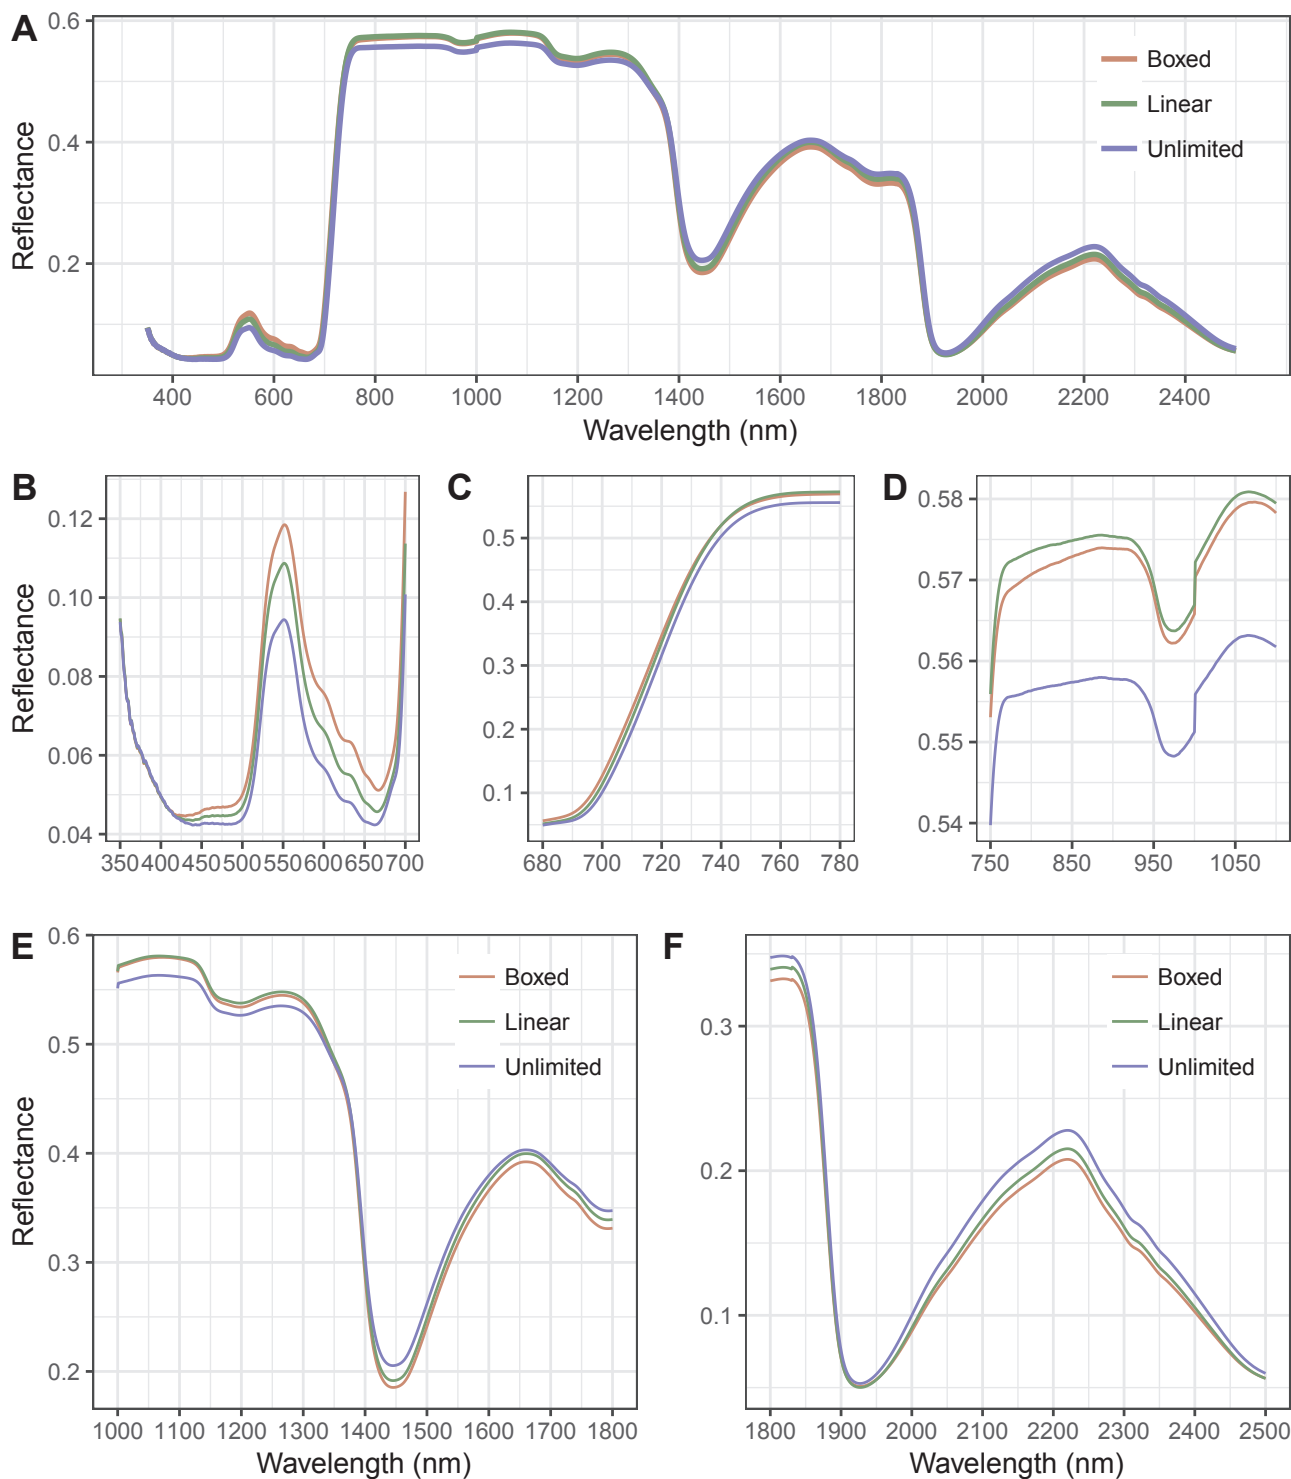 A
0.6
0.4
0.2
Reflectance
Boxed
Linear
Unlimited
400 600 800 1000 1200 1400 1600 1800 2000 2200 2400
Wavelength (nm)
B
0.12
0.10
0.08
0.06
0.04
Reflectance
350 400 450 500 550 600 650 700
C
0.5
0.4
0.3
0.2
0.1
680 700 720 740 760 780
D
0.58
0.57
0.56
0.55
0.54
750 850 950 1050
E
0.6
0.5
0.4
0.3
0.2
Reflectance
Boxed
Linear
Unlimited
1000 1100 1200 1300 1400 1500 1600 1700 1800
Wavelength (nm)
F
0.3
0.2
0.1
Boxed
Linear
Unlimited
1800 1900 2000 2100 2200 2300 2400 2500
Wavelength (nm)